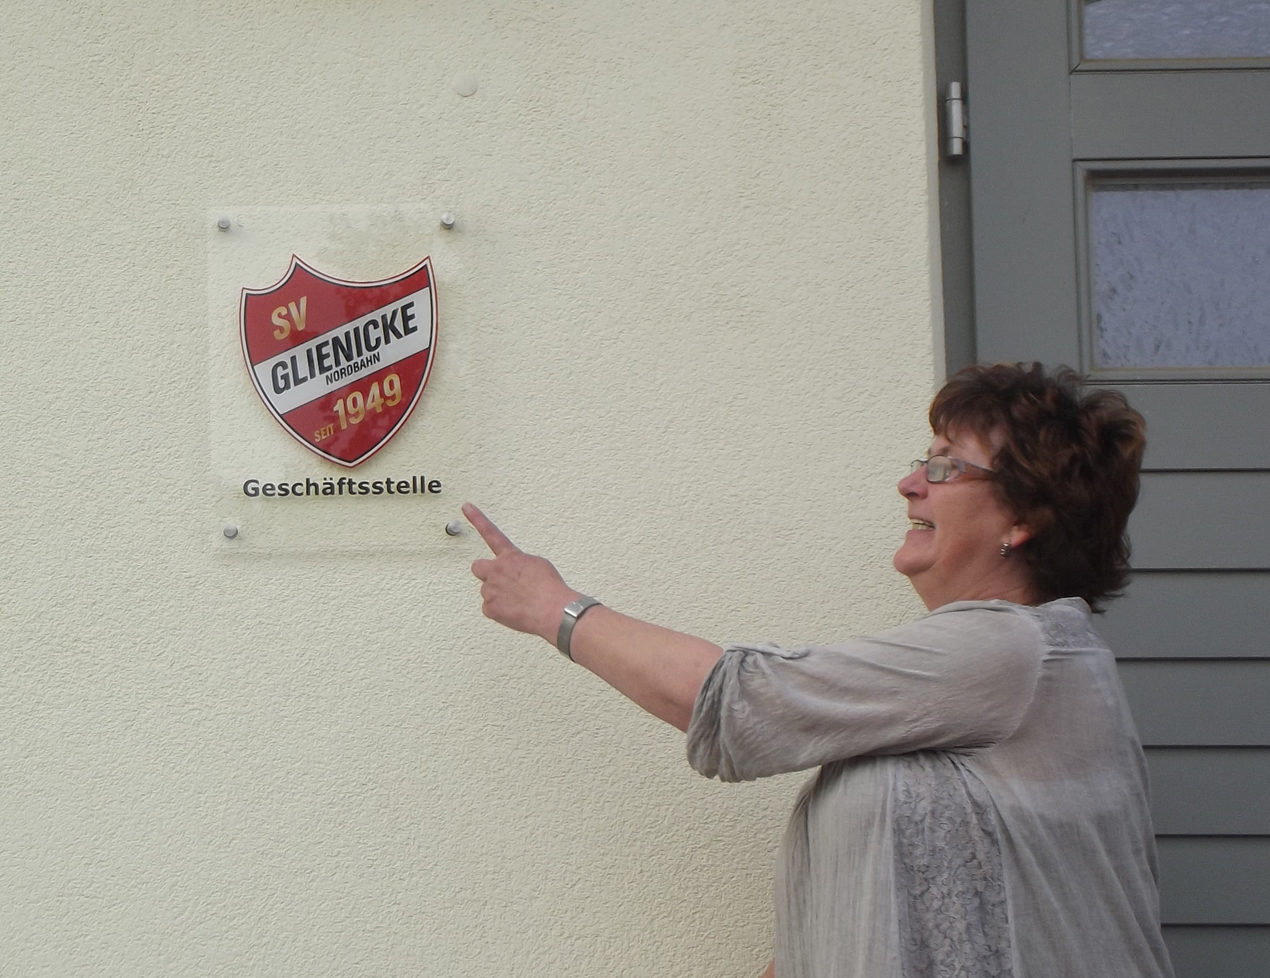 SV
GLIENICKE
NORDBAHN
SEIT 1949
Geschäftsstelle